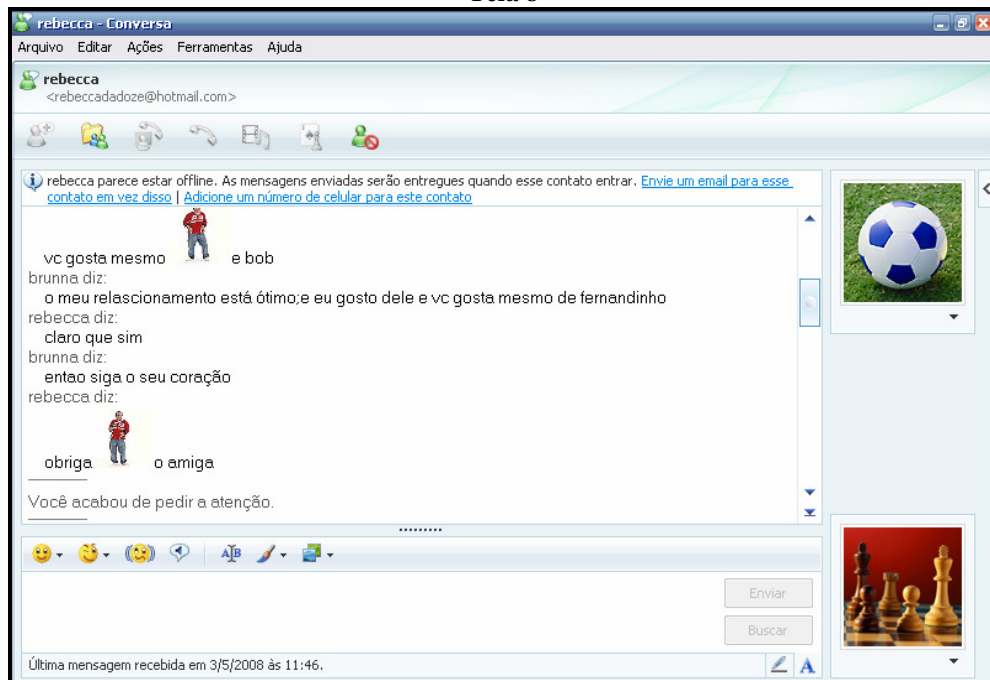 rebecca - Conversa
Arquivo Editar Ações Ferramentas Ajuda
rebecca
<rebeccadadoze@hotmail.com>
rebecca parece estar offline. As mensagens enviadas serão entregues quando esse contato entrar. Envie um email para esse
contato em vez disso | Adicione um número de celular para este contato
vc gosta mesmo e bob
brunna diz:
o meu relascionamento está ótimo;e eu gosto dele e vc gosta mesmo de fernandinho
rebecca diz:
claro que sim
brunna diz:
entao siga o seu coração
rebecca diz:
obriga o amiga
Você acabou de pedir a atenção.
Enviar
Buscar
Última mensagem recebida em 3/5/2008 às 11:46.